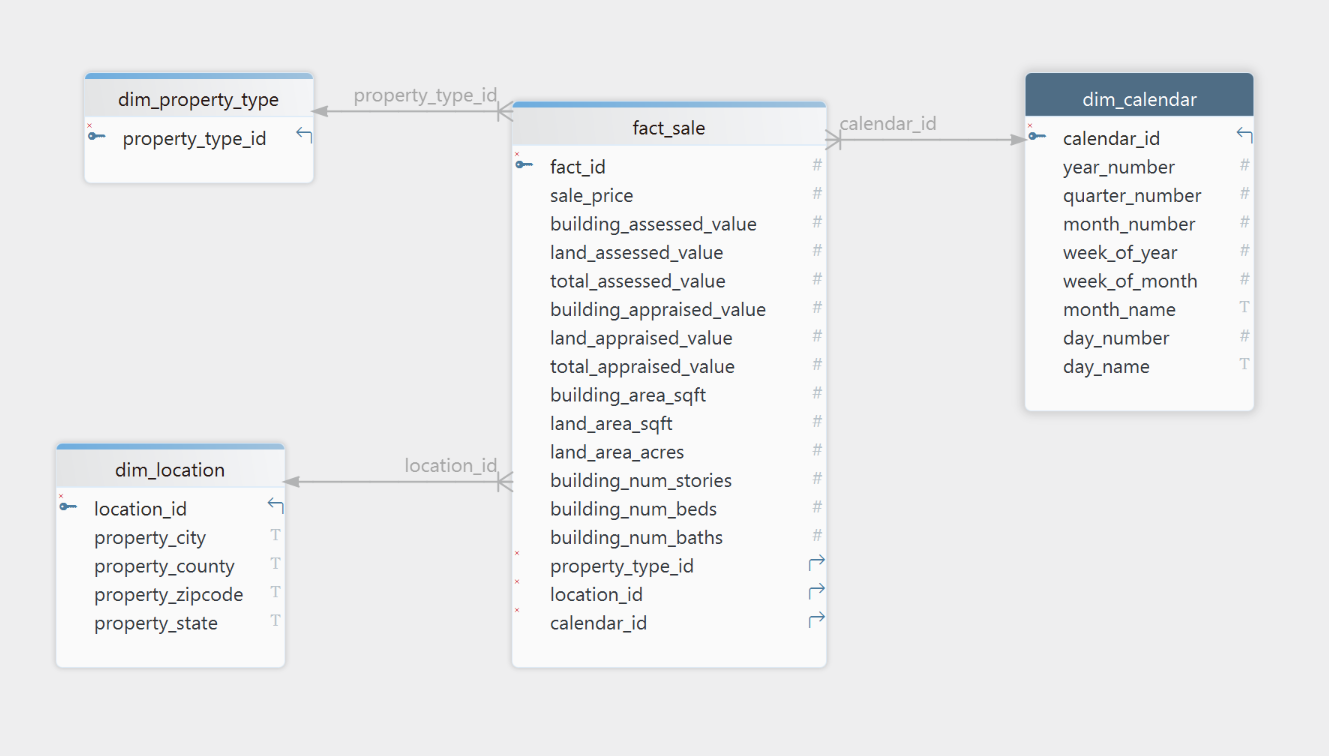 dim_property_type
property_type_id
property_type_id
fact_sale
fact_id #
sale_price #
building_assessed_value #
land_assessed_value #
total_assessed_value #
building_appraised_value #
land_appraised_value #
total_appraised_value #
building_area_sqft #
land_area_sqft #
land_area_acres #
building_num_stories #
building_num_beds #
building_num_baths #
property_type_id
location_id
calendar_id
calendar_id
dim_calendar
calendar_id
year_number #
quarter_number #
month_number #
week_of_year #
week_of_month #
month_name T
day_number #
day_name T
location_id
dim_location
location_id
property_city T
property_county T
property_zipcode T
property_state T